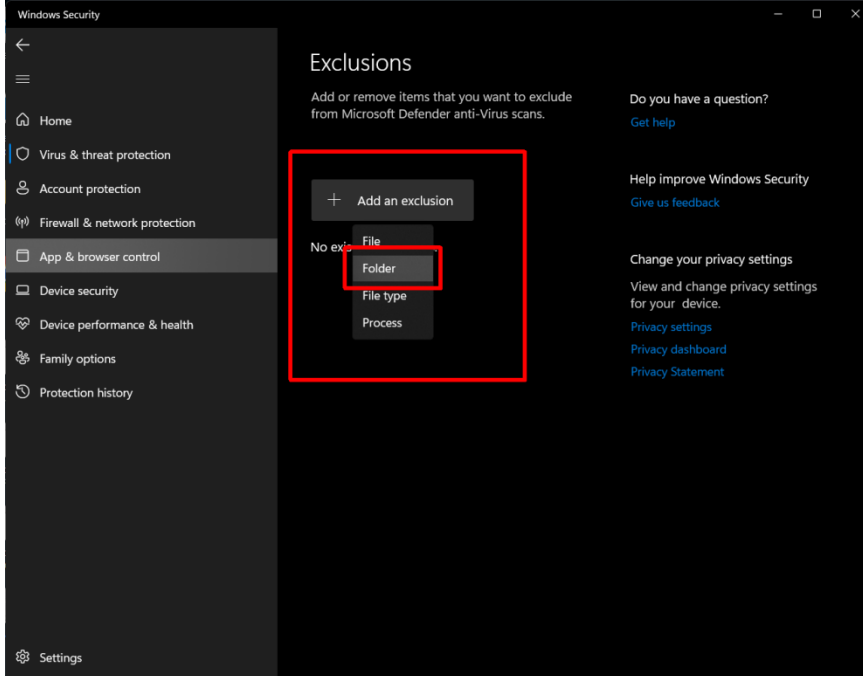 Windows Security
Home
Virus & threat protection
Account protection
Firewall & network protection
App & browser control
Device security
Device performance & health
Family options
Protection history
Settings
Exclusions
Add or remove items that you want to exclude
from Microsoft Defender anti-Virus scans.
Add an exclusion
No
File
Folder
File type
Process
Do you have a question?
Get help
Help improve Windows Security
Give us feedback
Change your privacy settings
View and change privacy settings
for your device.
Privacy settings
Privacy dashboard
Privacy Statement